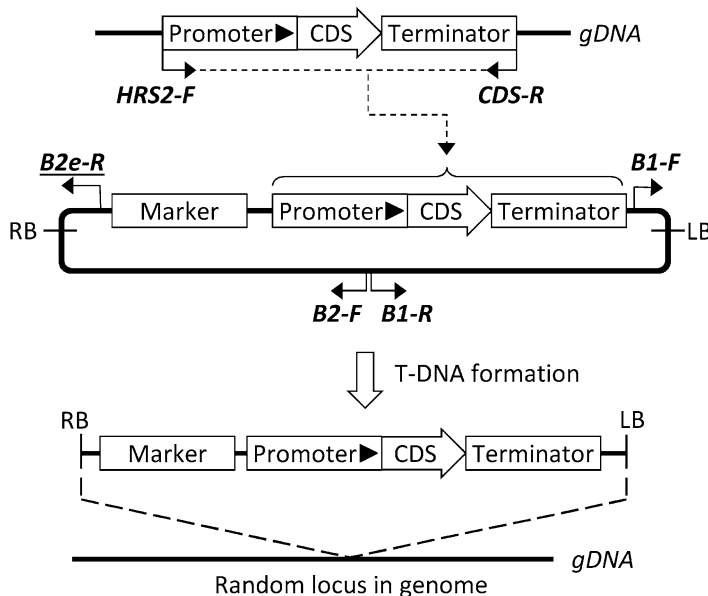 Promoter CDS Terminator gDNA
HRS2-F CDS-R
B2e-R B1-F
Marker Promoter CDS Terminator
RB LB
B2-F B1-R
T-DNA formation
RB LB
Marker Promoter CDS Terminator
gDNA
Random locus in genome